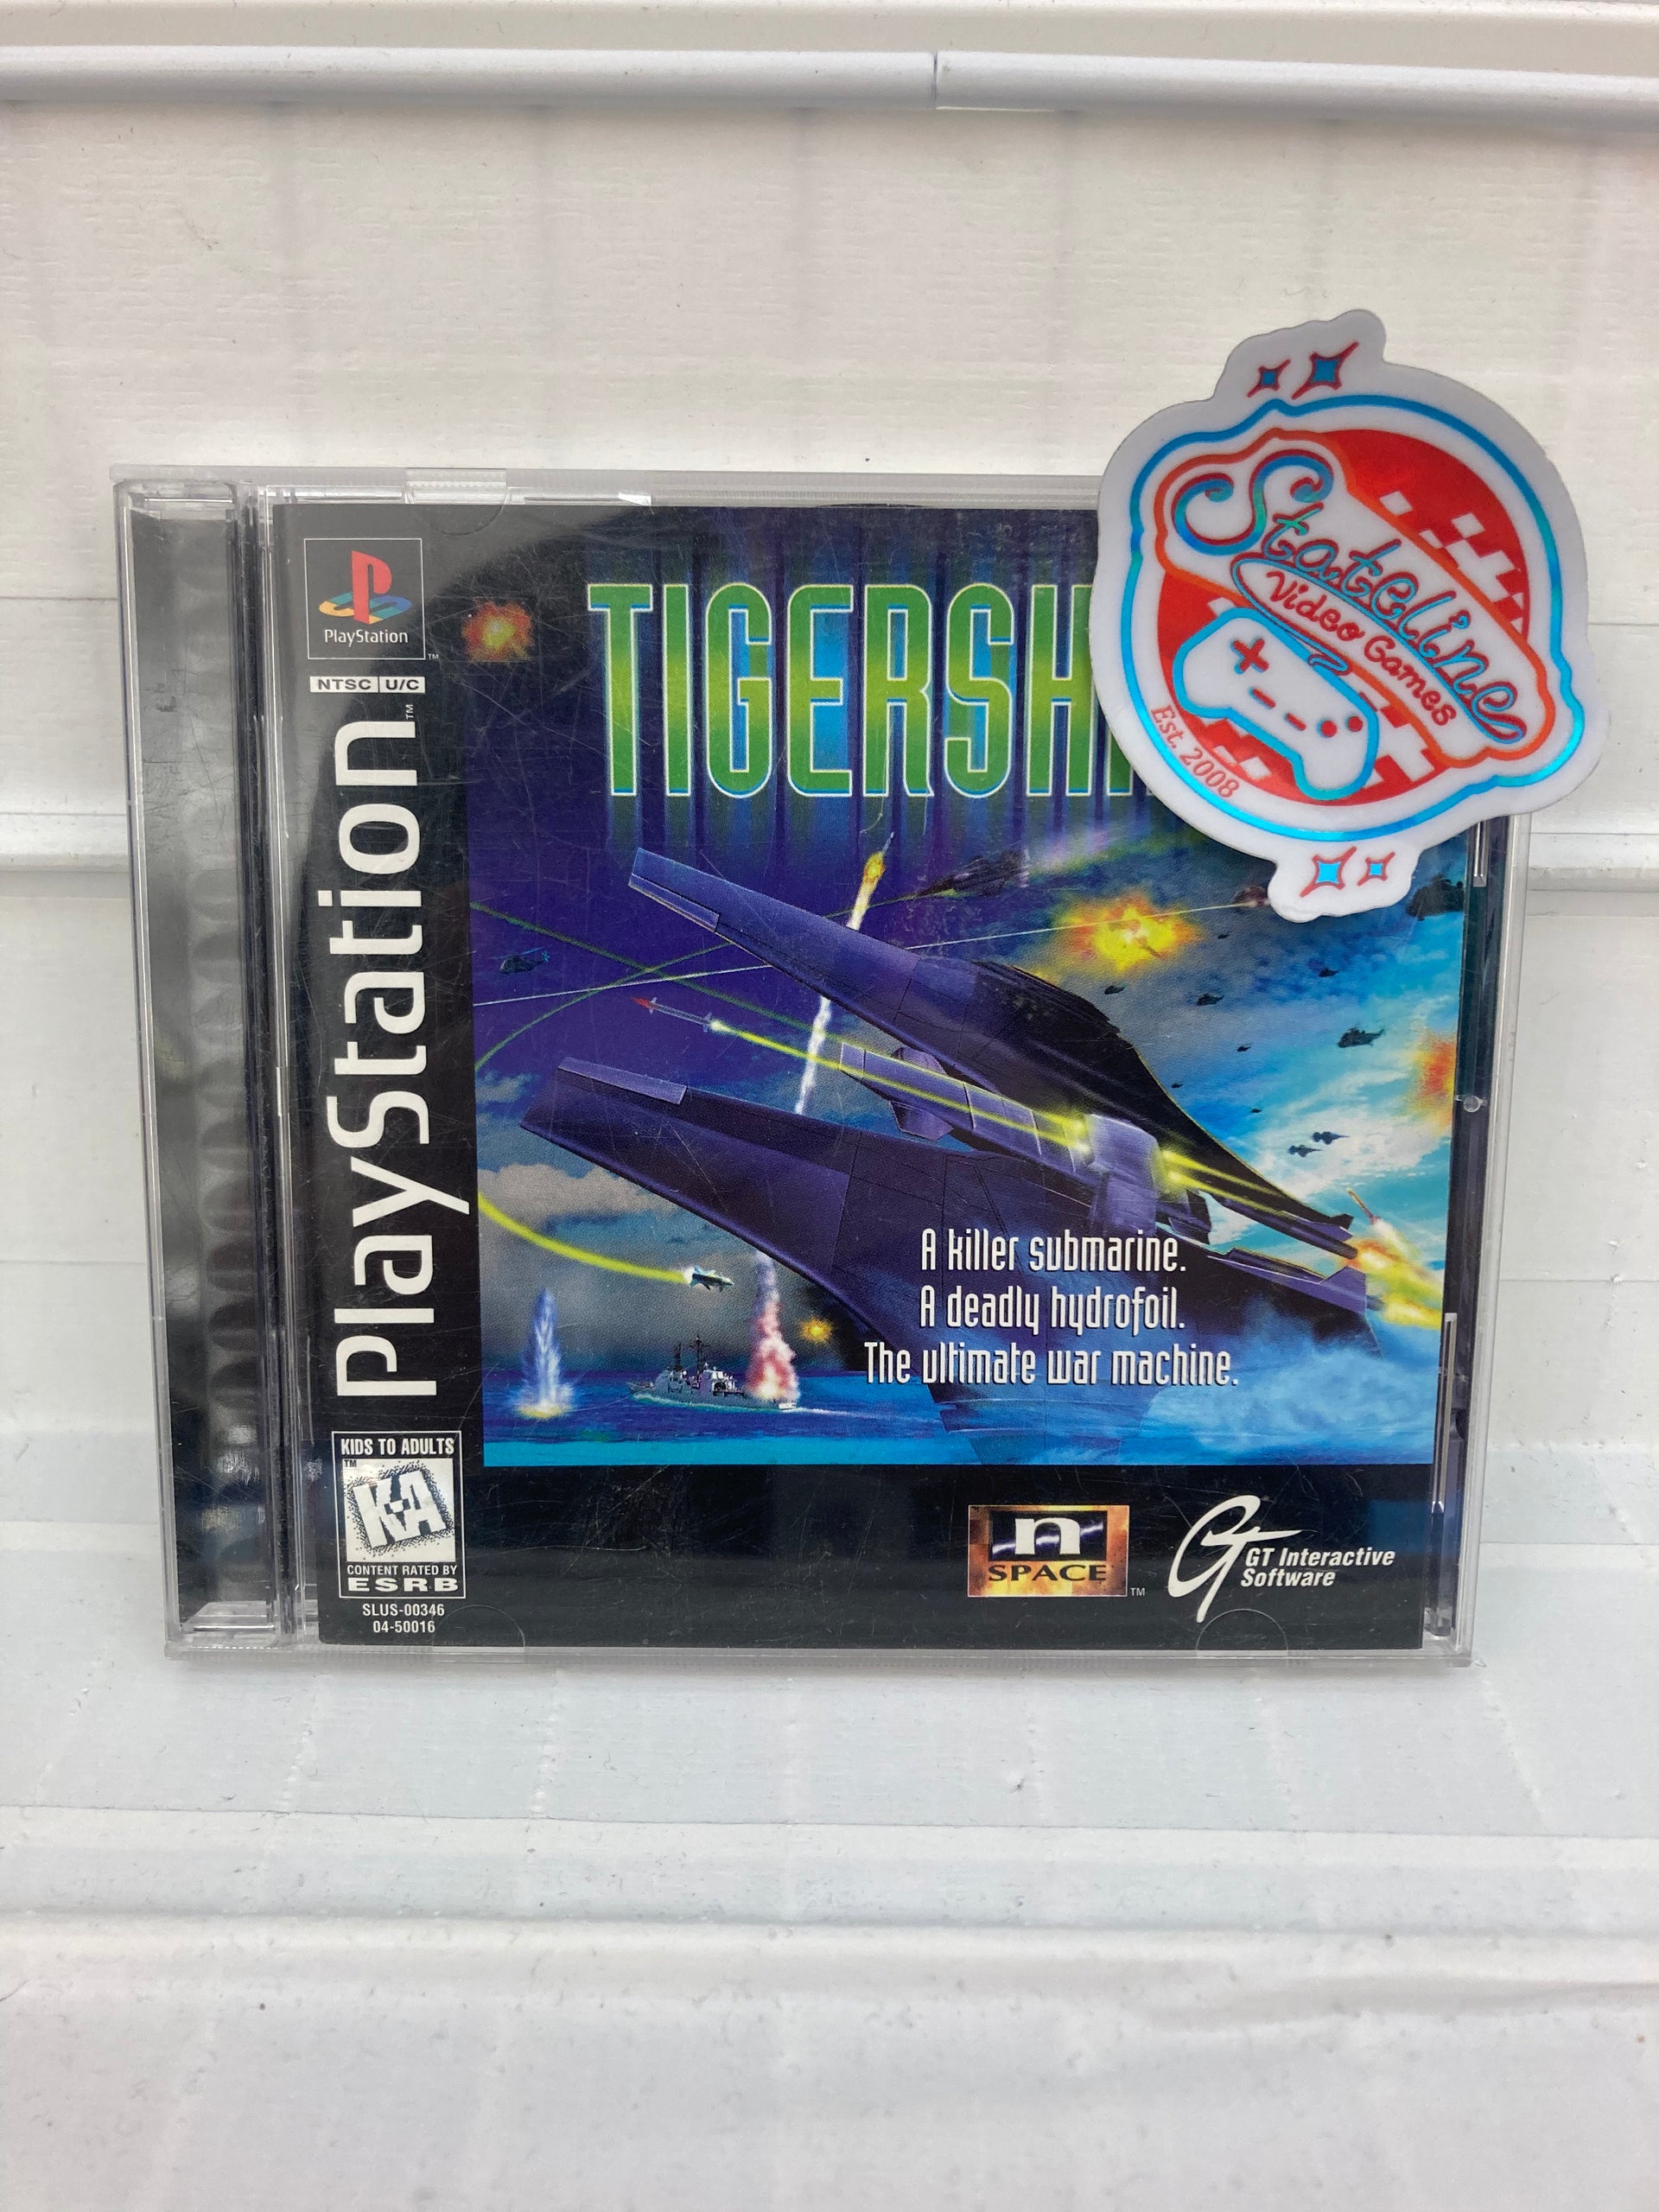 PlayStation
NTSC U/C
PlayStation
TIGERSH
Stateline
Video Games
Est. 2008
A killer submarine.
A deadly hydrofoil.
The ultimate war machine.
KIDS TO ADULTS
K-A
CONTENT RATED BY
ESRB
SLUS-00346
04-50016
n
SPACE
GT
GT Interactive
Software